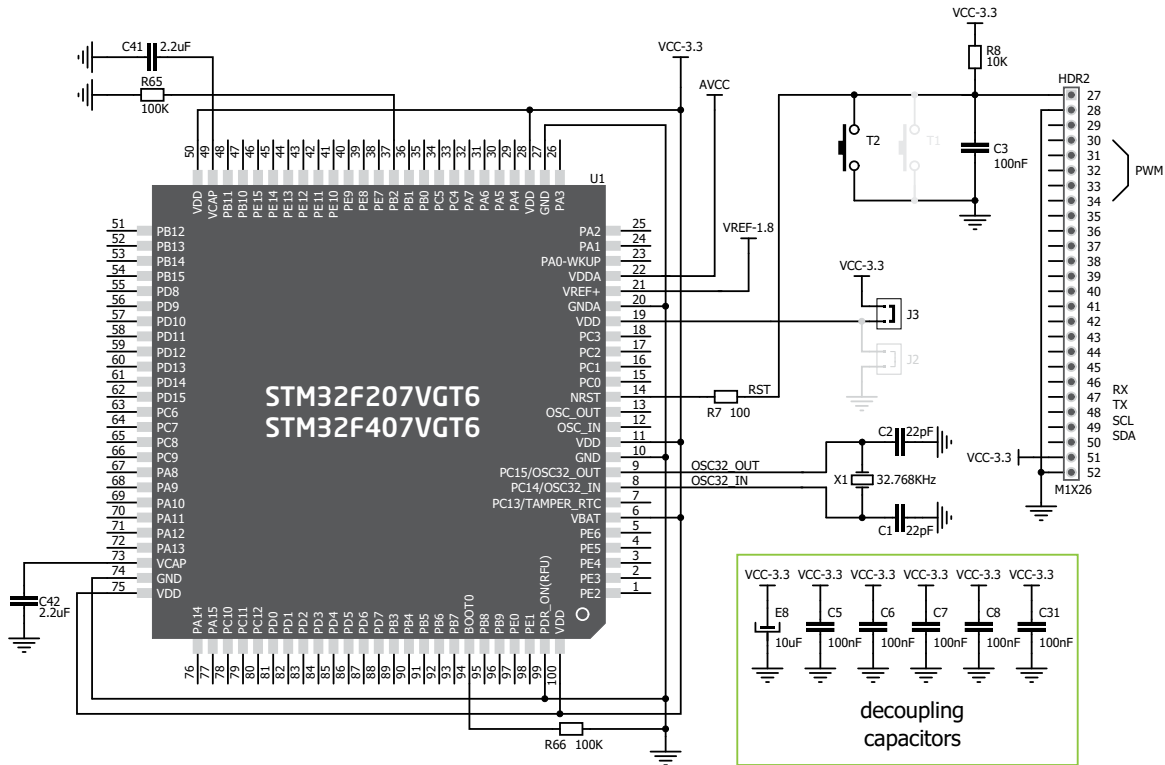 C41
2.2uF
R65
100K
VCC-3.3
AVCC
VCC-3.3
R8
10K
HDR2
T2
T1
C3
100nF
27
28
29
30
31
32
33
34
35
36
37
38
39
40
41
42
43
44
45
46
47
48
49
50
51
52
PWM
RX
TX
SCL
SDA
VCC-3.3
M1X26
50
49
48
47
46
45
44
43
42
41
40
39
38
37
36
35
34
33
32
31
30
29
28
27
26
U1
VDD
VCAP
PB11
PB10
PE15
PE14
PE13
PE12
PE11
PE10
PE9
PE8
PE7
PB2
PB1
PB0
PC5
PC4
PA7
PA6
PA5
PA4
VDD
GND
PA3
51 PB12
52 PB13
53 PB14
54 PB15
55 PD8
56 PD9
57 PD10
58 PD11
59 PD12
60 PD13
61 PD14
62 PD15
63 PC6
64 PC7
65 PC8
66 PC9
67 PA8
68 PA9
69 PA10
70 PA11
71 PA12
72 PA13
73 VCAP
74 GND
75 VDD
STM32F207VGT6
STM32F407VGT6
PA2 25
PA1 24
PA0-WKUP 23
VDDA 22
VREF+ 21
GNDA 20
VDD 19
PC3 18
PC2 17
PC1 16
PC0 15
NRST 14
OSC_OUT 13
OSC_IN 12
VDD 11
GND 10
PC15/OSC32_OUT 9
PC14/OSC32_IN 8
PC13/TAMPER_RTC 7
VBAT 6
PE6 5
PE5 4
PE4 3
PE3 2
PE2 1
VREF-1.8
VCC-3.3
J3
J2
RST
R7 100
OSC32_OUT
OSC32_IN
C2
22pF
X1
32.768KHz
C1
22pF
C42
2.2uF
PA14
PA15
PC10
PC11
PC12
PD0
PD1
PD2
PD3
PD4
PD5
PD6
PD7
PB3
PB4
PB5
PB6
PB7
BOOT0
PB8
PB9
PE0
PE1
PDR_ON(RFU)
VDD
76
77
78
79
80
81
82
83
84
85
86
87
88
89
90
91
92
93
94
95
96
97
98
99
100
R66 100K
VCC-3.3 VCC-3.3 VCC-3.3 VCC-3.3 VCC-3.3 VCC-3.3
E8 C5 C6 C7 C8 C31
10uF 100nF 100nF 100nF 100nF 100nF
decoupling
capacitors